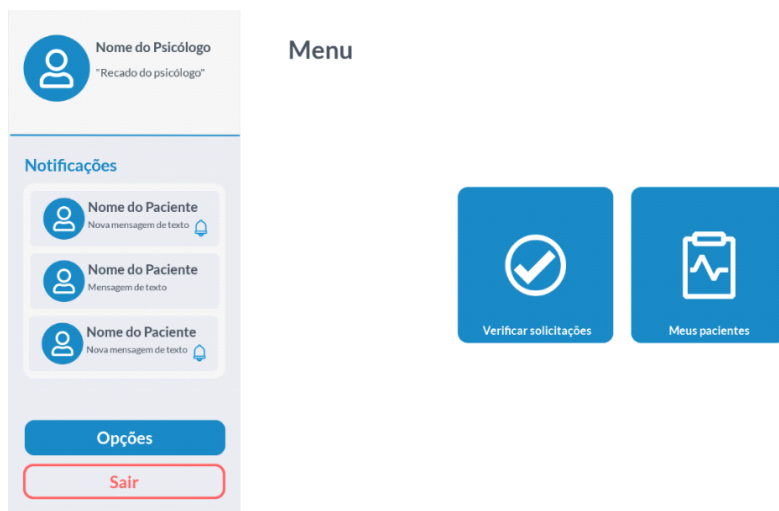 Nome do Psicólogo
"Recado do psicólogo"
Menu
Notificações
Nome do Paciente
Nova mensagem de texto
Nome do Paciente
Mensagem de texto
Nome do Paciente
Nova mensagem de texto
Verificar solicitações
Meus pacientes
Opções
Sair